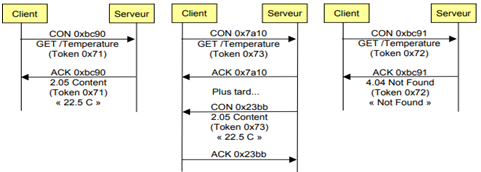 Client
Serveur
CON 0xbc90
GET /Temperature
(Token 0x71)
ACK 0xbc90
2.05 Content
(Token 0x71)
« 22.5 C »
Client
Serveur
CON 0x7a10
GET /Temperature
(Token 0x73)
ACK 0x7a10
Plus tard...
CON 0x23bb
2.05 Content
(Token 0x73)
« 22.5 C »
ACK 0x23bb
Client
Serveur
CON 0xbc91
GET /Temperature
(Token 0x72)
ACK 0xbc91
4.04 Not Found
(Token 0x72)
« Not Found »